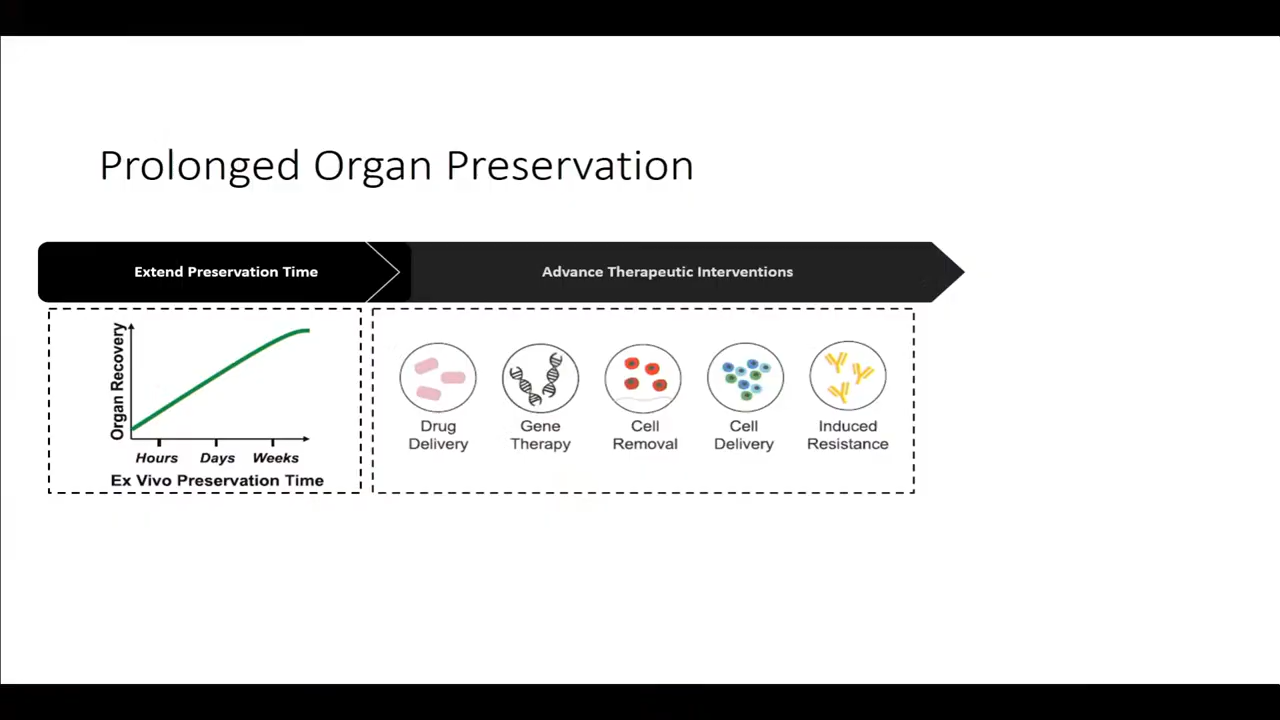 Prolonged Organ Preservation
Extend Preservation Time
Advance Therapeutic Interventions
Organ Recovery
Hours Days Weeks
Ex Vivo Preservation Time
Drug
Delivery
Gene
Therapy
Cell
Removal
Cell
Delivery
Induced
Resistance